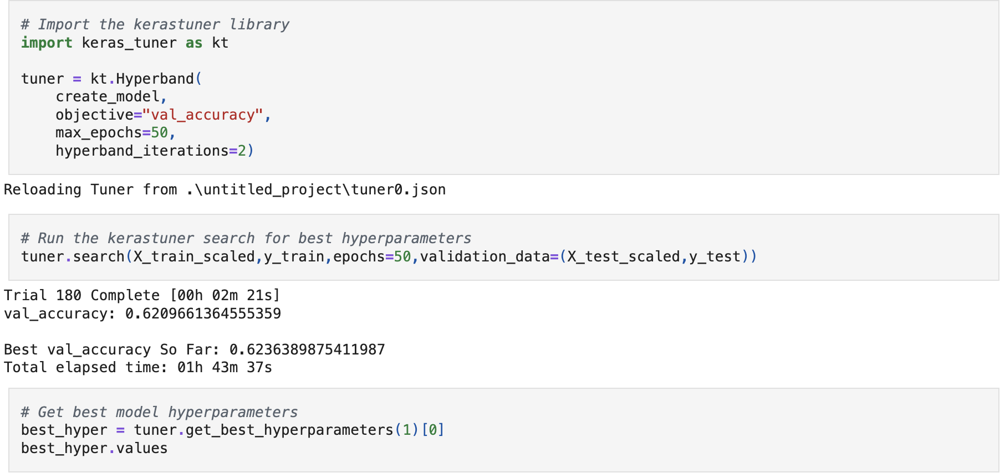 # Import the kerastuner library
import keras_tuner as kt
tuner = kt.Hyperband(
    create_model,
    objective="val_accuracy",
    max_epochs=50,
    hyperband_iterations=2)
Reloading Tuner from .\untitled_project\tuner0.json
# Run the kerastuner search for best hyperparameters
tuner.search(X_train_scaled,y_train,epochs=50,validation_data=(X_test_scaled,y_test))
Trial 180 Complete [00h 02m 21s]
val_accuracy: 0.6209661364555359
Best val_accuracy So Far: 0.6236389875411987
Total elapsed time: 01h 43m 37s
# Get best model hyperparameters
best_hyper = tuner.get_best_hyperparameters(1)[0]
best_hyper.values